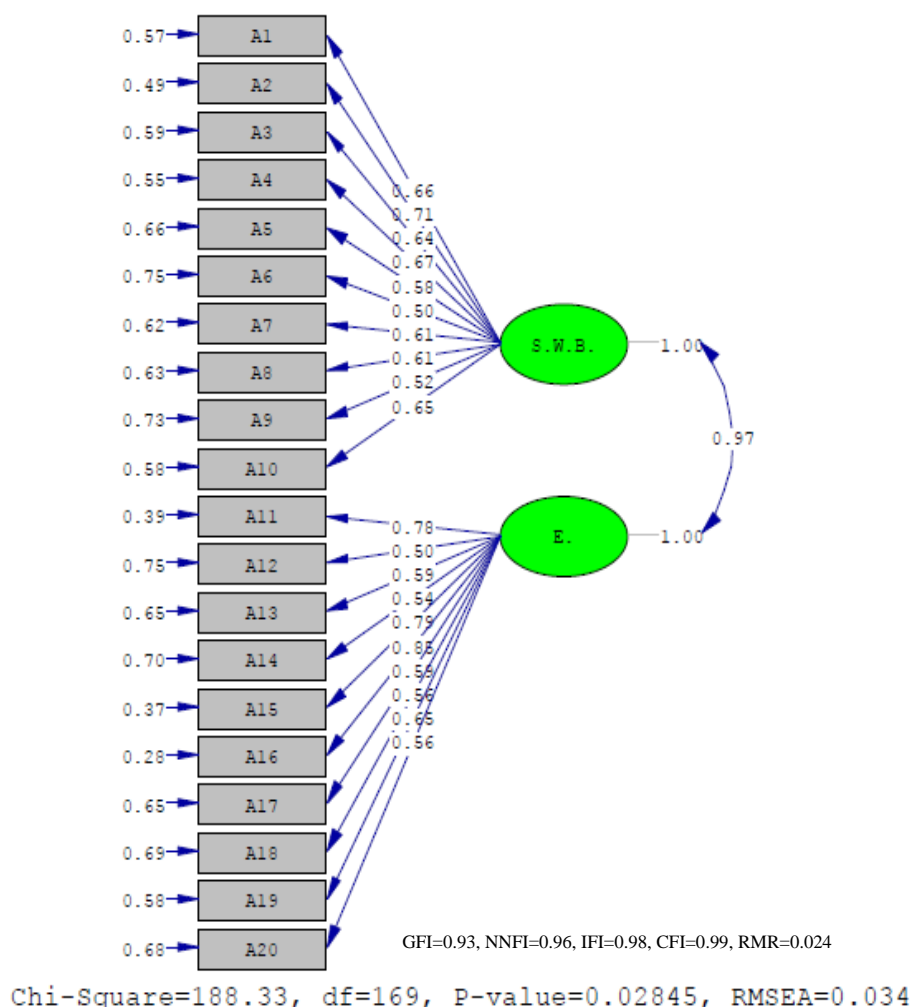 0.57 A1
0.49 A2
0.59 A3
0.55 A4
0.66 A5
0.75 A6
0.62 A7
0.63 A8
0.73 A9
0.58 A10
0.39 A11
0.75 A12
0.65 A13
0.70 A14
0.37 A15
0.28 A16
0.65 A17
0.69 A18
0.58 A19
0.68 A20
0.66
0.71
0.64
0.67
0.58
0.50
0.61
0.61
0.52
0.65
0.78
0.50
0.59
0.54
0.79
0.59
0.56
0.65
0.56
S.W.B. 1.00
0.97
E. 1.00
GFI=0.93, NNFI=0.96, IFI=0.98, CFI=0.99, RMR=0.024
Chi-Square=188.33, df=169, P-value=0.02845, RMSEA=0.034